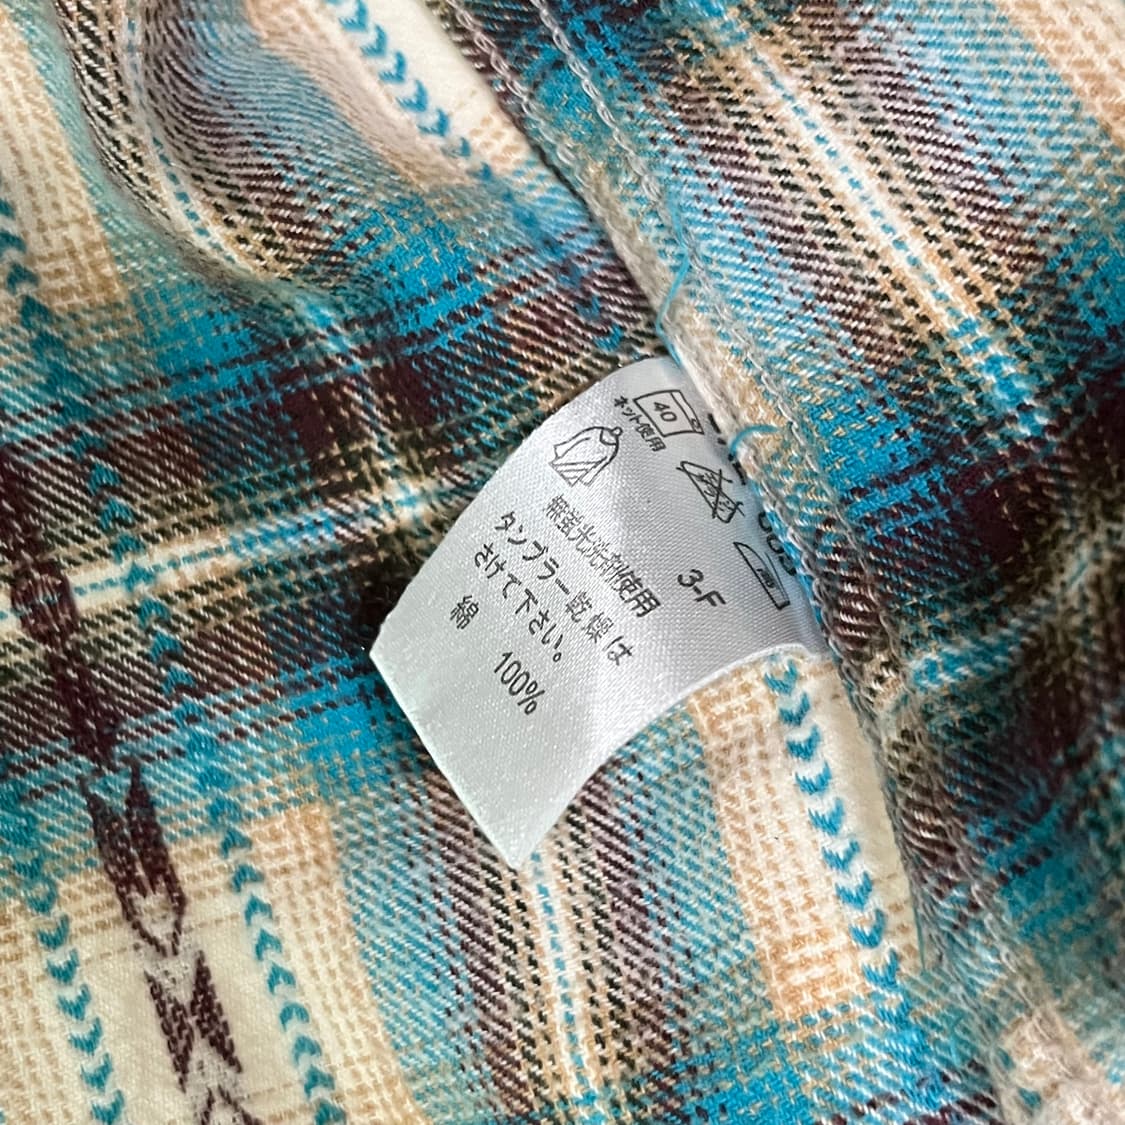 40
ネット使用
無蛍光洗剤使用
3-F
タンブラー乾燥は
さけて下さい。
綿 100%